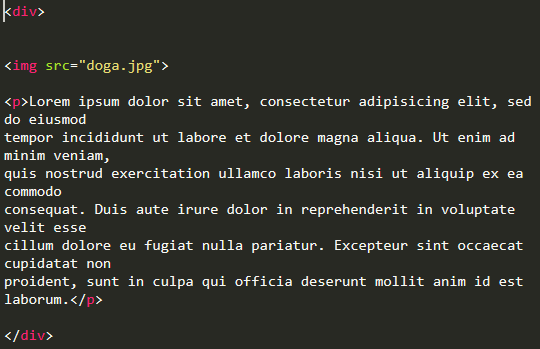 <div>
<img src="doga.jpg">
<p>Lorem ipsum dolor sit amet, consectetur adipisicing elit, sed
do eiusmod
tempor incididunt ut labore et dolore magna aliqua. Ut enim ad
minim veniam,
quis nostrud exercitation ullamco laboris nisi ut aliquip ex ea
commodo
consequat. Duis aute irure dolor in reprehenderit in voluptate
velit esse
cillum dolore eu fugiat nulla pariatur. Excepteur sint occaecat
cupidatat non
proident, sunt in culpa qui officia deserunt mollit anim id est
laborum.</p>
</div>